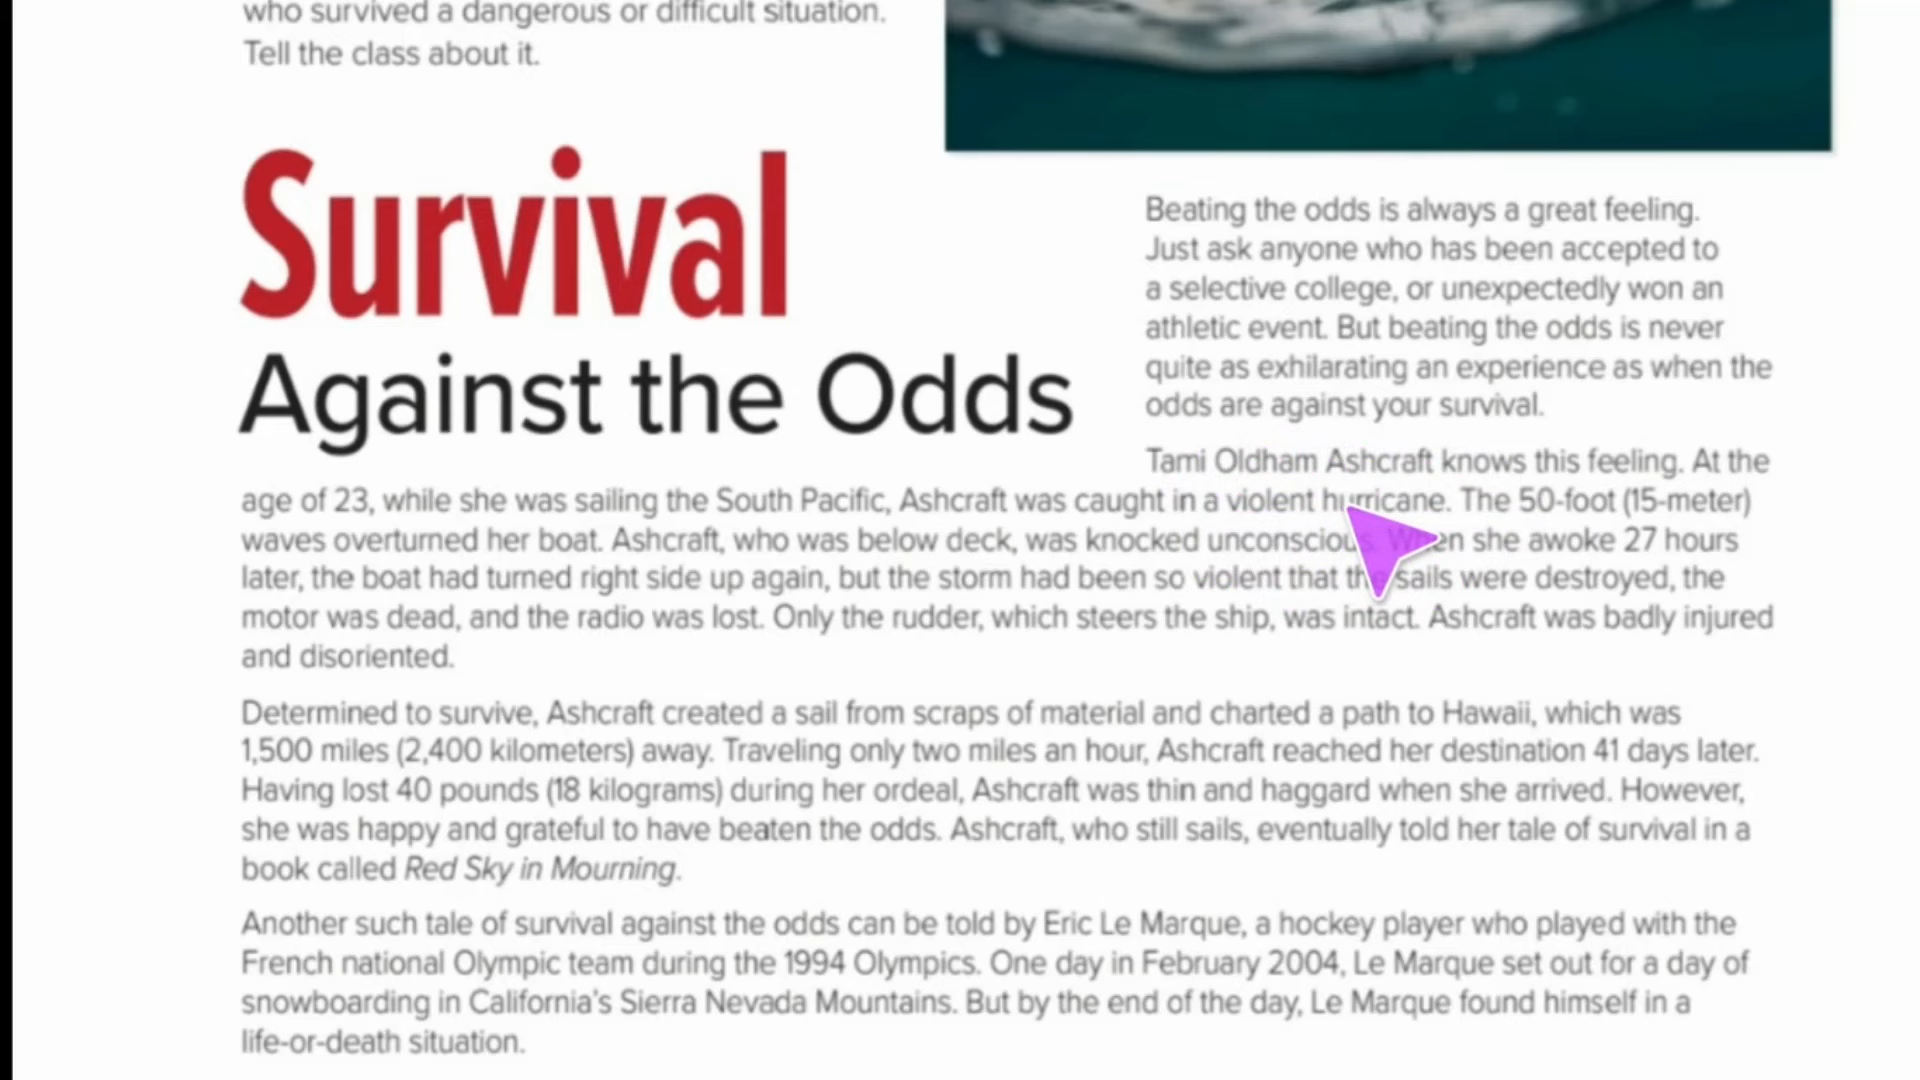 who survived a dangerous or difficult situation.
Tell the class about it.
Survival
Against the Odds
Beating the odds is always a great feeling.
Just ask anyone who has been accepted to
a selective college, or unexpectedly won an
athletic event. But beating the odds is never
quite as exhilarating an experience as when the
odds are against your survival.
Tami Oldham Ashcraft knows this feeling. At the
age of 23, while she was sailing the South Pacific, Ashcraft was caught in a violent hurricane. The 50-foot (15-meter)
waves overturned her boat. Ashcraft, who was below deck, was knocked unconscious. When she awoke 27 hours
later, the boat had turned right side up again, but the storm had been so violent that the sails were destroyed, the
motor was dead, and the radio was lost. Only the rudder, which steers the ship, was intact. Ashcraft was badly injured
and disoriented.
Determined to survive, Ashcraft created a sail from scraps of material and charted a path to Hawaii, which was
1,500 miles (2,400 kilometers) away. Traveling only two miles an hour, Ashcraft reached her destination 41 days later.
Having lost 40 pounds (18 kilograms) during her ordeal, Ashcraft was thin and haggard when she arrived. However,
she was happy and grateful to have beaten the odds. Ashcraft, who still sails, eventually told her tale of survival in a
book called Red Sky in Mourning.
Another such tale of survival against the odds can be told by Eric Le Marque, a hockey player who played with the
French national Olympic team during the 1994 Olympics. One day in February 2004, Le Marque set out for a day of
snowboarding in California's Sierra Nevada Mountains. But by the end of the day, Le Marque found himself in a
life-or-death situation.